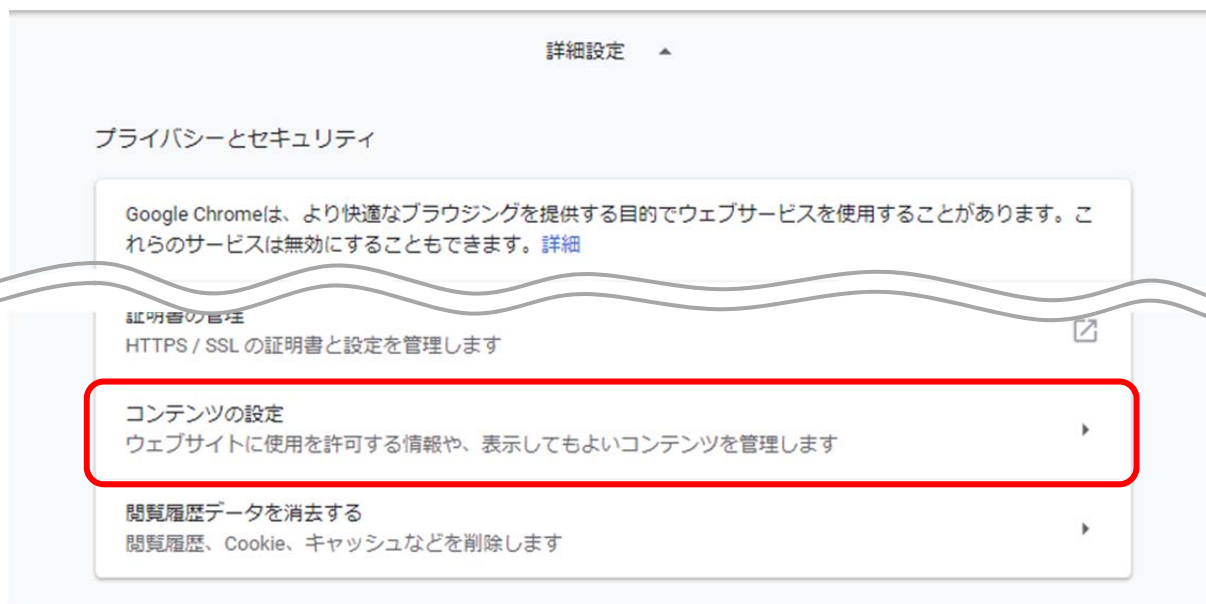 詳細設定
プライバシーとセキュリティ
Google Chromeは、より快適なブラウジングを提供する目的でウェブサービスを使用することがあります。こ
れらのサービスは無効にすることもできます。詳細
証明書の管理
HTTPS / SSL の証明書と設定を管理します
コンテンツの設定
ウェブサイトに使用を許可する情報や、表示してもよいコンテンツを管理します
閲覧履歴データを消去する
閲覧履歴、Cookie、キャッシュなどを削除します